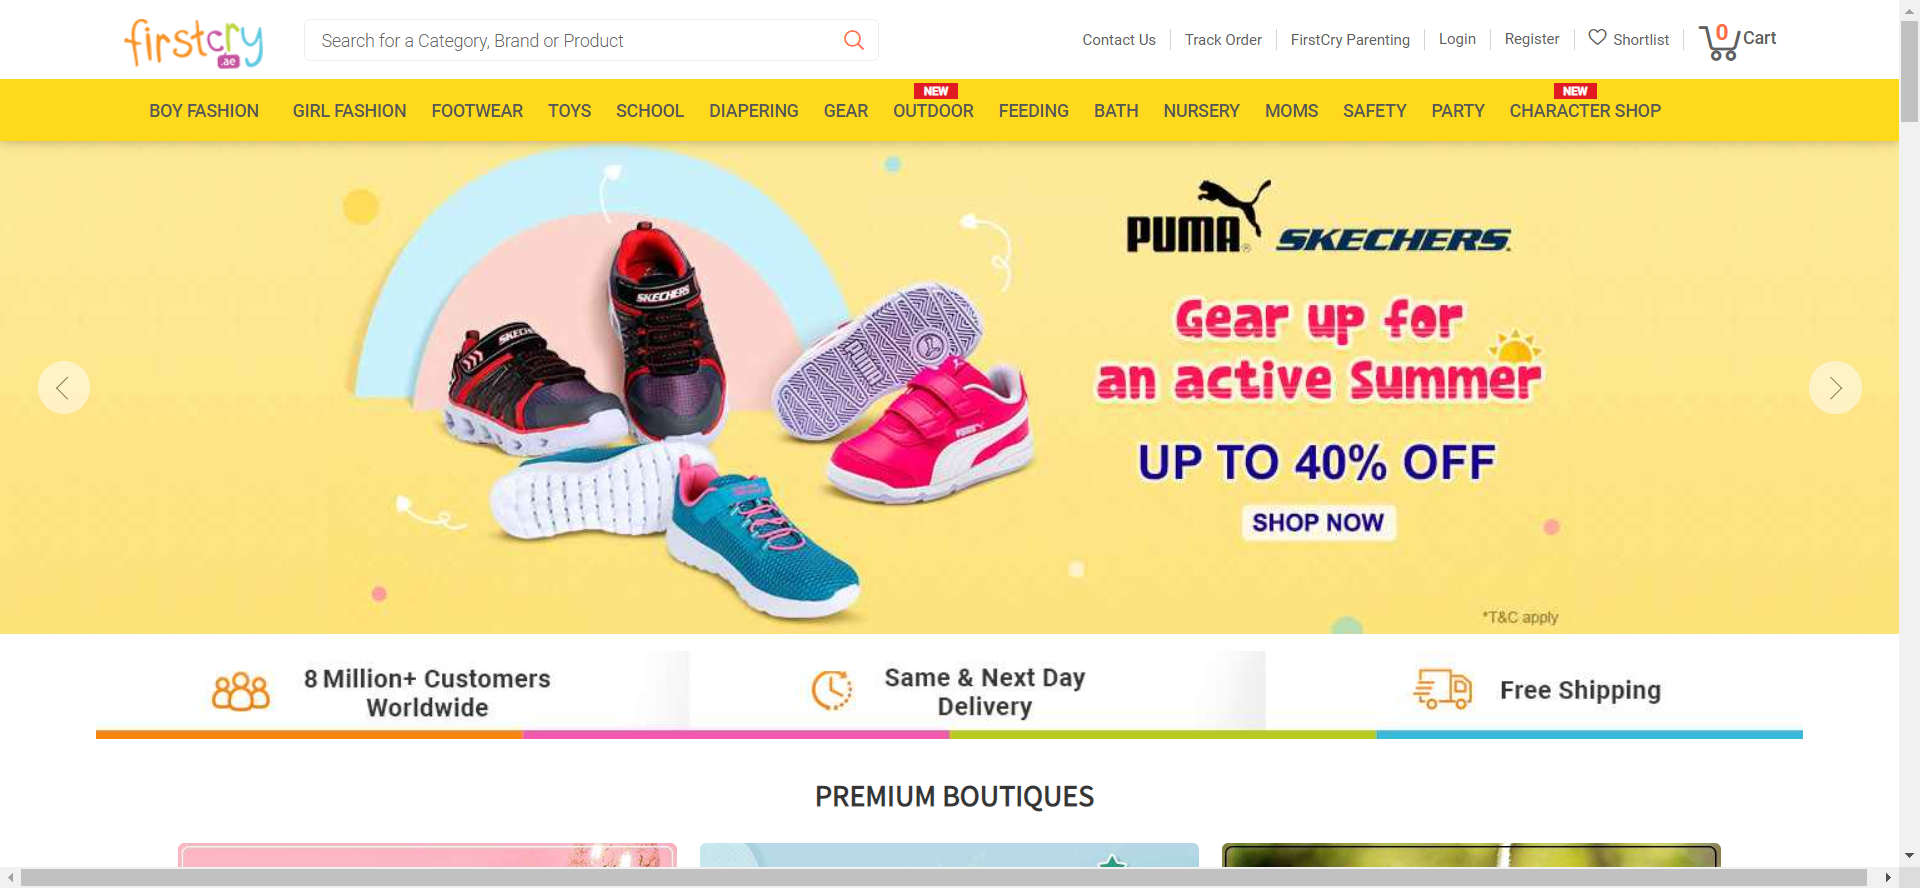 firstcry
.ae
Search for a Category, Brand or Product
Contact Us
Track Order
FirstCry Parenting
Login
Register
Shortlist
0
Cart
BOY FASHION
GIRL FASHION
FOOTWEAR
TOYS
SCHOOL
DIAPERING
GEAR
NEW
OUTDOOR
FEEDING
BATH
NURSERY
MOMS
SAFETY
PARTY
NEW
CHARACTER SHOP
SKECHERS
PUMA
PUMA
PUMA®
SKECHERS.
Gear up for
an active Summer
UP TO 40% OFF
SHOP NOW
*T&C apply
8 Million+ Customers
Worldwide
Same & Next Day
Delivery
Free Shipping
PREMIUM BOUTIQUES